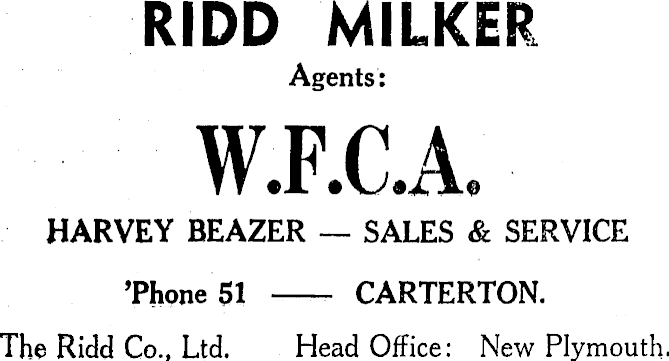 RIDD MILKER
Agents:
W.F.C.A.
HARVEY BEAZER — SALES & SERVICE
'Phone 51 —— CARTERTON.
The Ridd Co., Ltd. Head Office: New Plymouth.